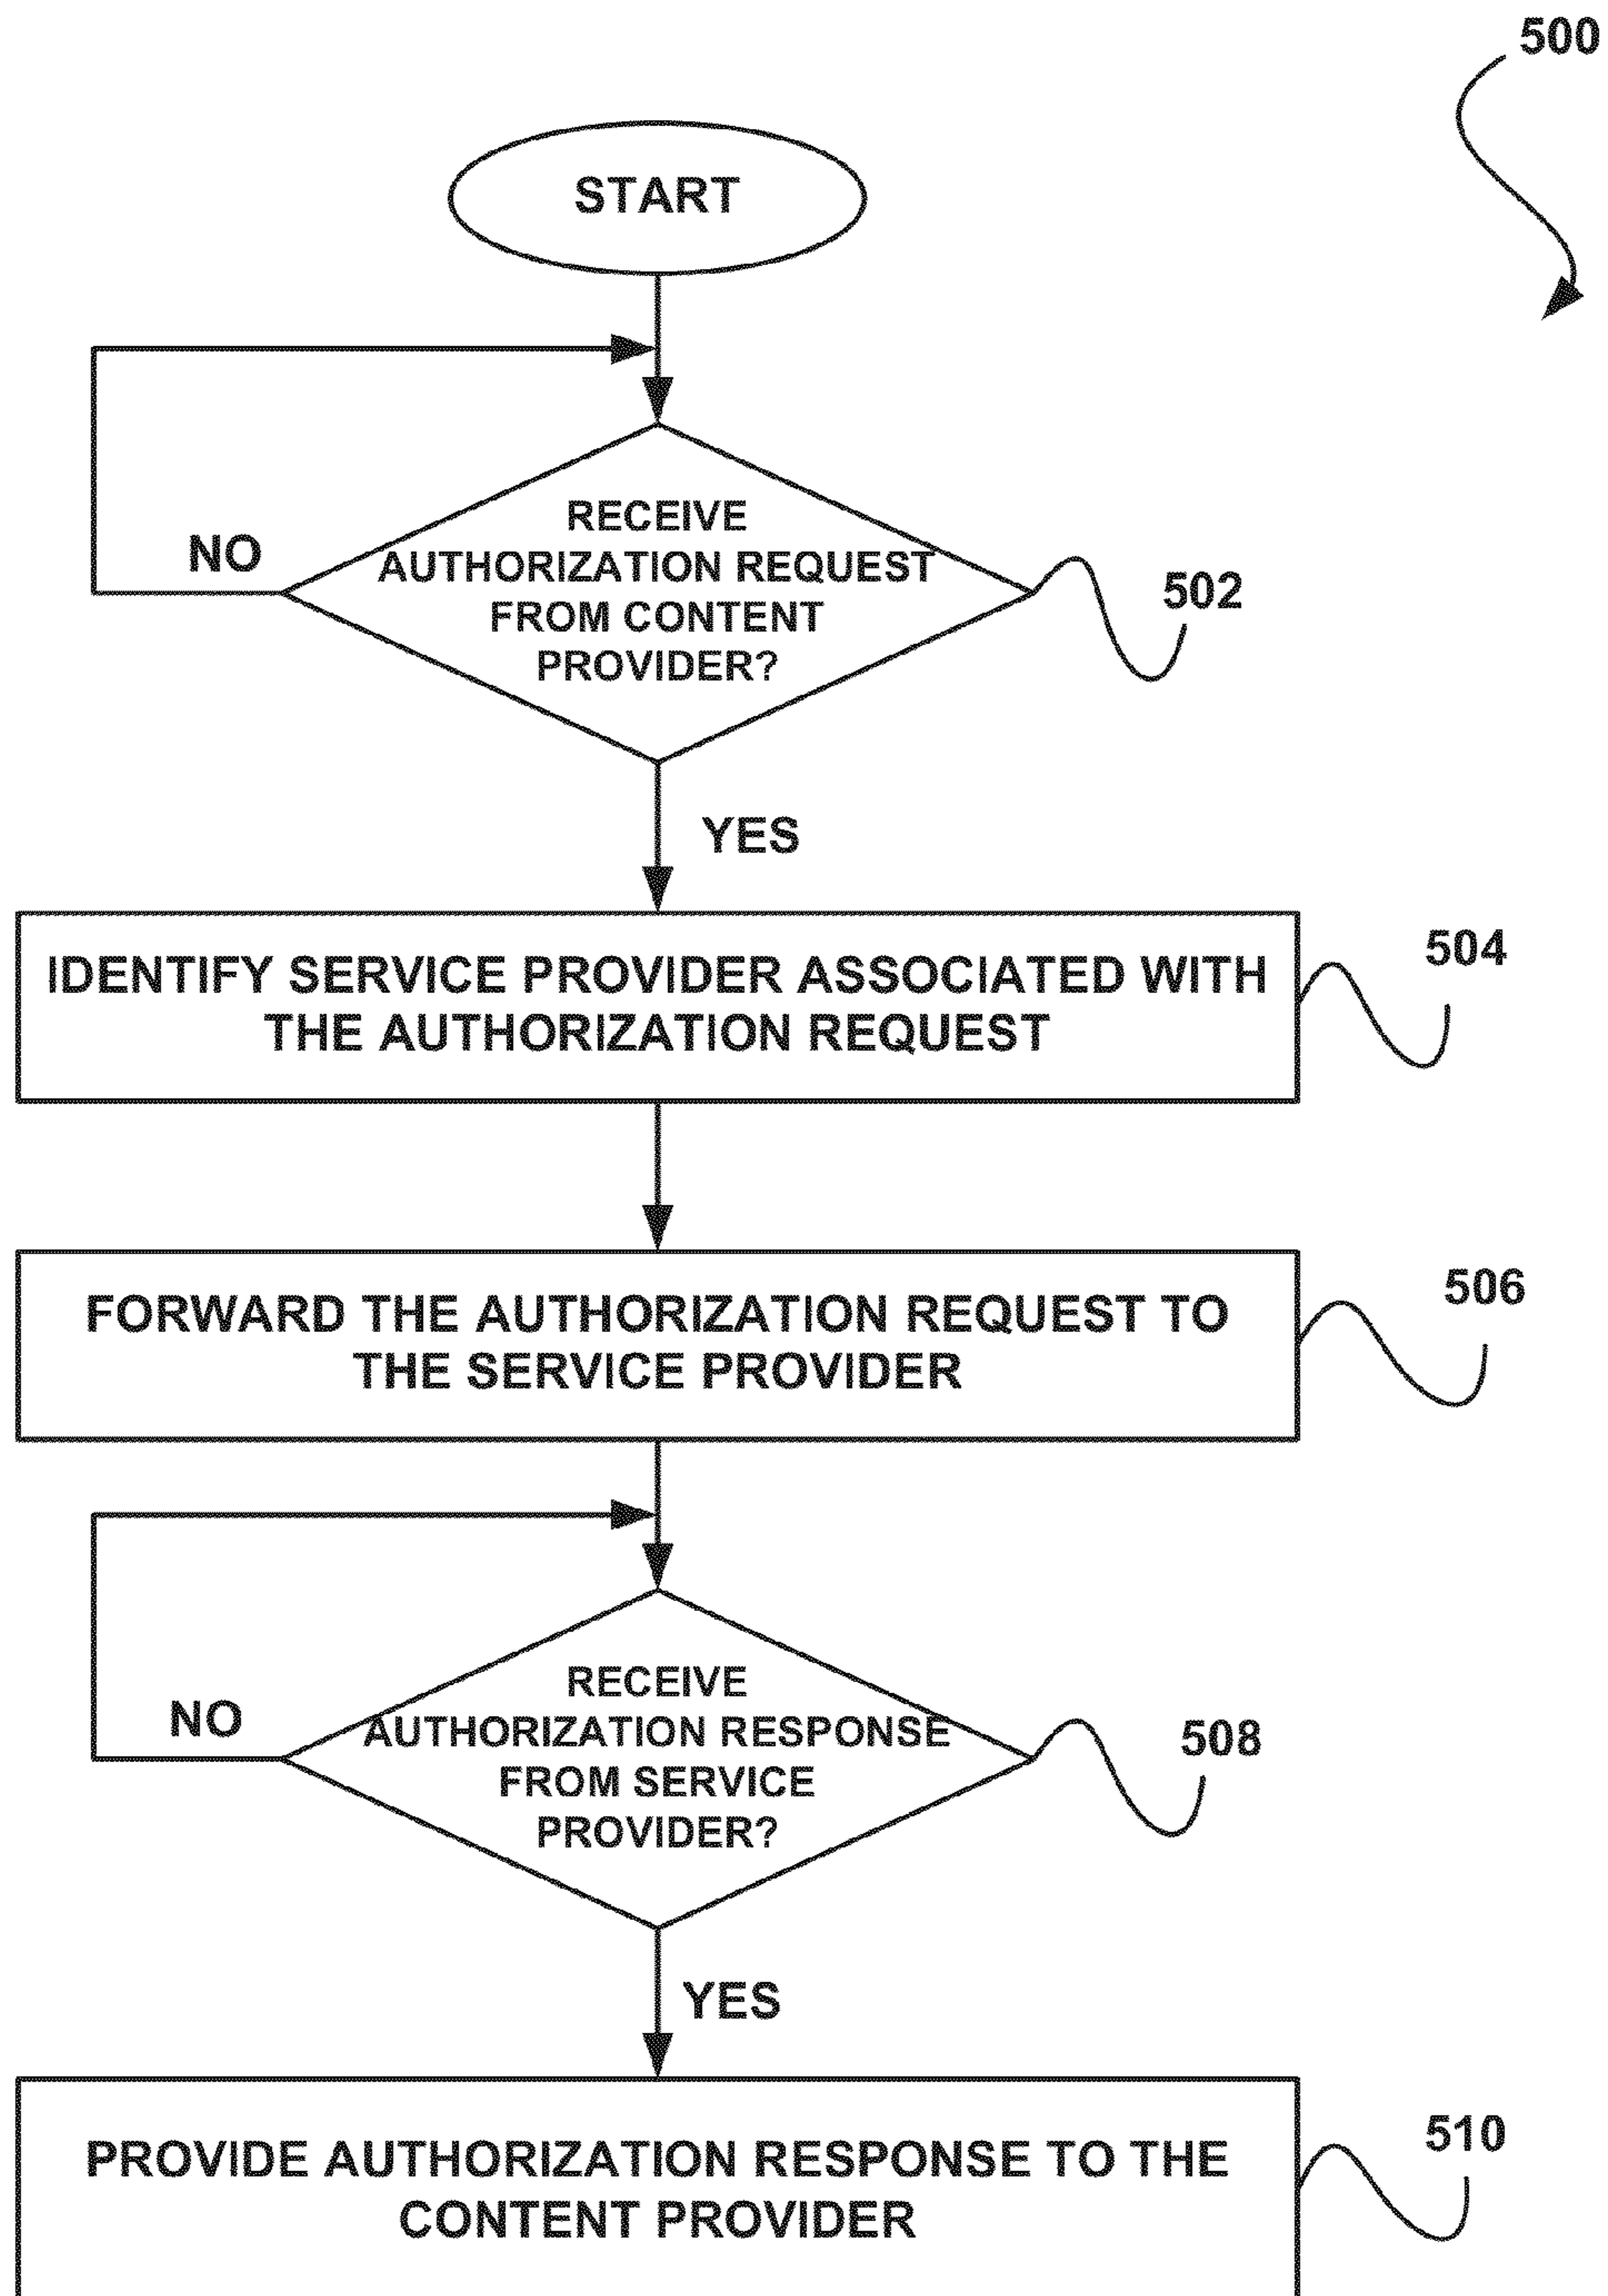 500
START
RECEIVE
AUTHORIZATION REQUEST
FROM CONTENT
PROVIDER?
NO
502
YES
IDENTIFY SERVICE PROVIDER ASSOCIATED WITH
THE AUTHORIZATION REQUEST
504
FORWARD THE AUTHORIZATION REQUEST TO
THE SERVICE PROVIDER
506
RECEIVE
AUTHORIZATION RESPONSE
FROM SERVICE
PROVIDER?
NO
508
YES
PROVIDE AUTHORIZATION RESPONSE TO THE
CONTENT PROVIDER
510